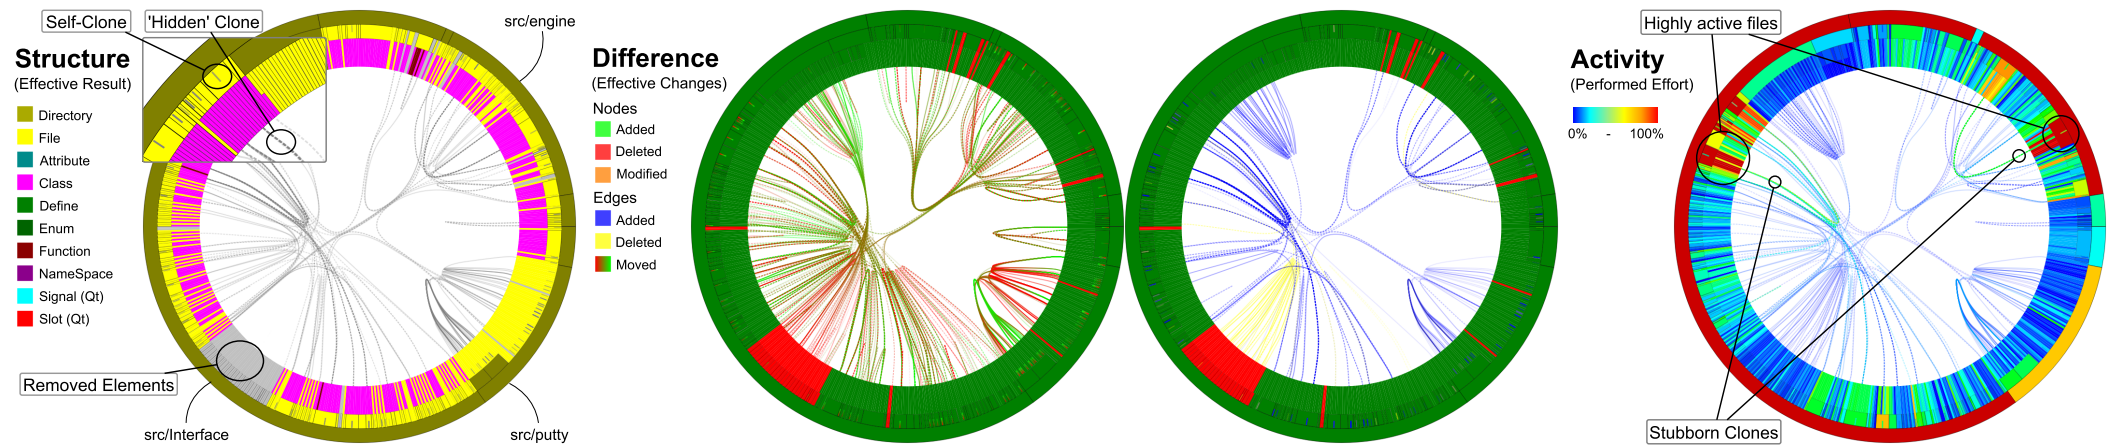 Self-Clone
'Hidden' Clone
src/engine
Structure
(Effective Result)
Directory
File
Attribute
Class
Define
Enum
Function
NameSpace
Signal (Qt)
Slot (Qt)
Removed Elements
src/Interface
src/putty
Difference
(Effective Changes)
Nodes
Added
Deleted
Modified
Edges
Added
Deleted
Moved
Highly active files
Activity
(Performed Effort)
0% - 100%
Stubborn Clones